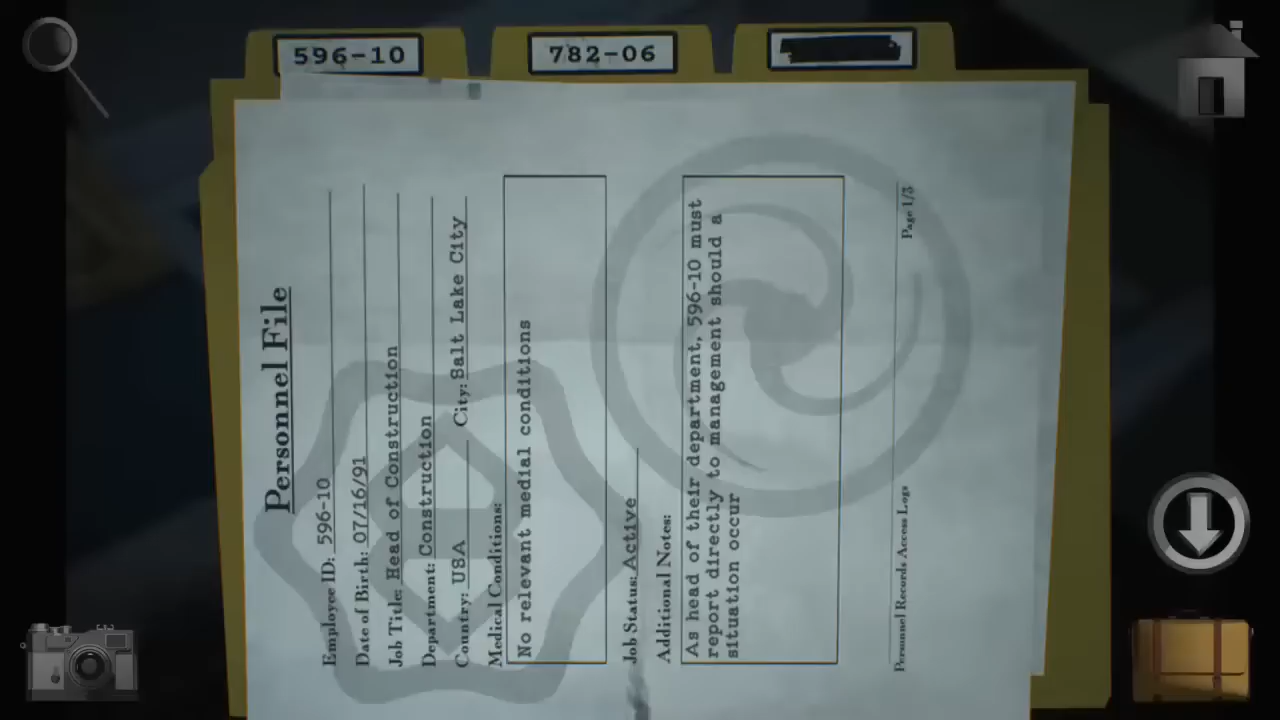 596-10
782-06
Personnel File
Employee ID: 596-10
Date of Birth: 07/16/91
Job Title: Head of Construction
Department: Construction
Country: USA City: Salt Lake City
Medical Conditions:
No relevant medial conditions
Job Status: Active
Additional Notes:
As head of their department, 596-10 must
report directly to management should a
situation occur
Personnel Records Access Logs Page 1/3